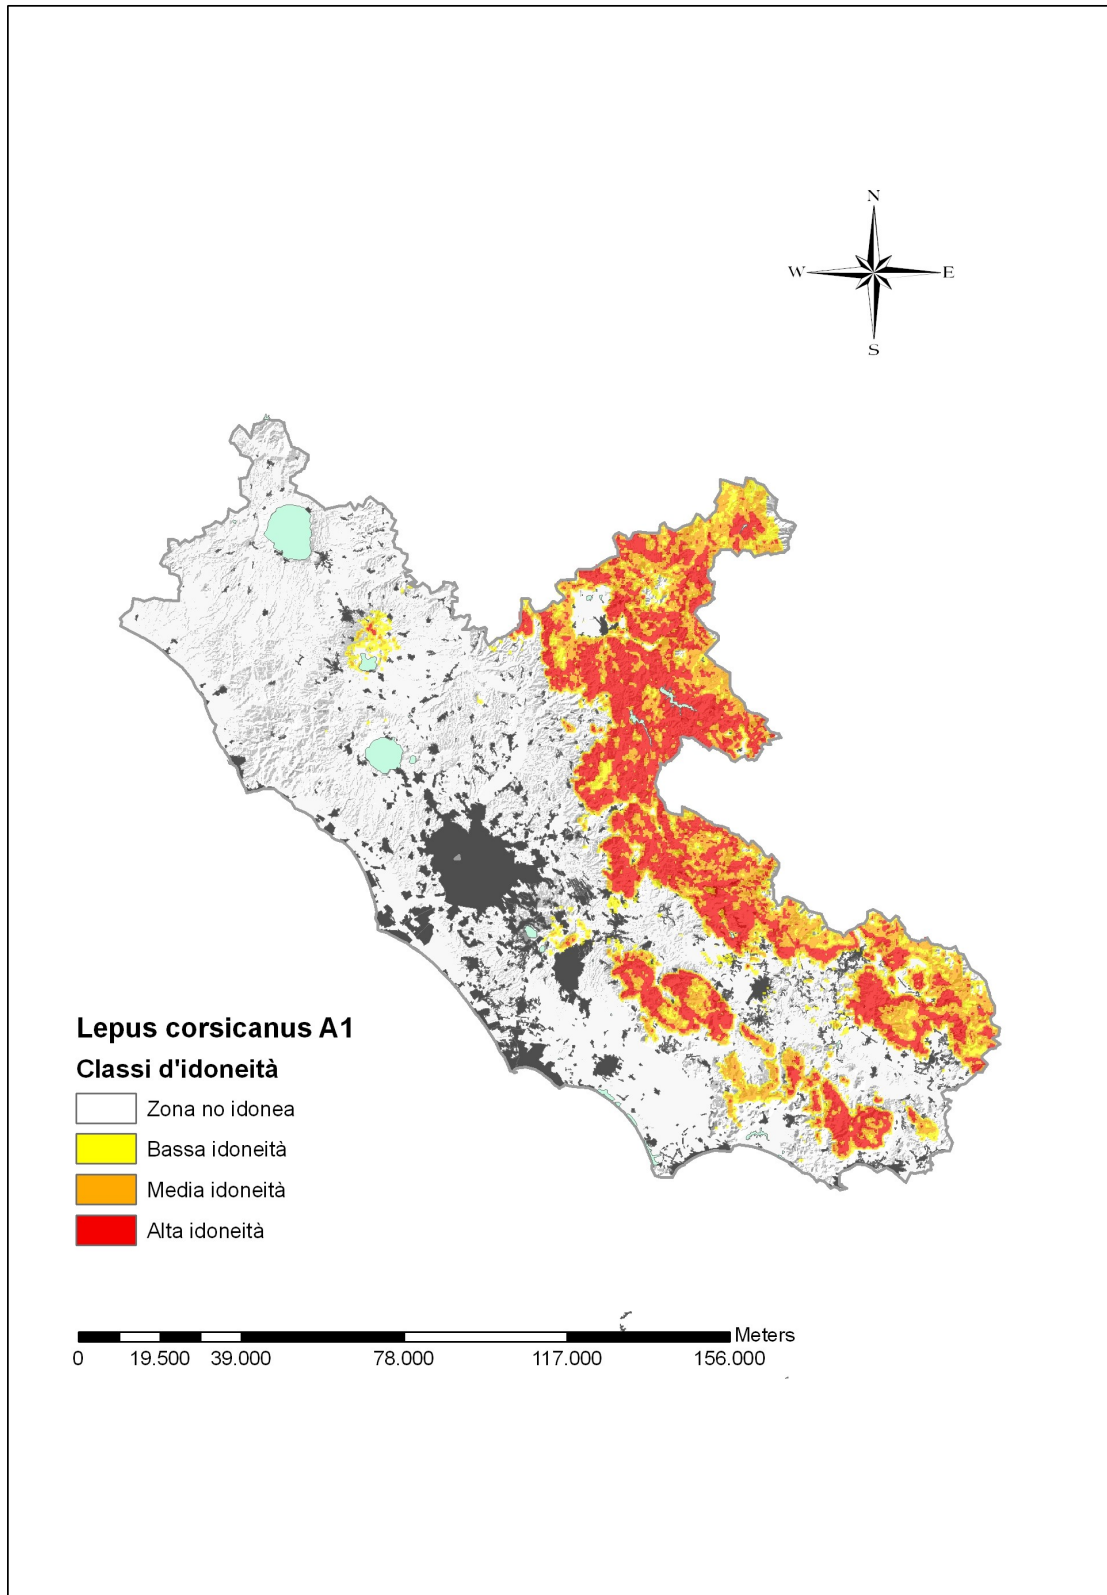 N
W E
S
Lepus corsicanus A1
Classi d'idoneità
Zona no idonea
Bassa idoneità
Media idoneità
Alta idoneità
Meters
0 19.500 39.000 78.000 117.000 156.000